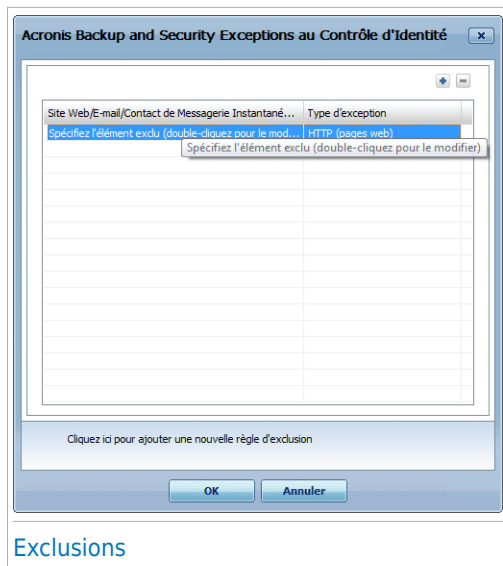 Acronis Backup and Security Exceptions au Contrôle d'Identité
Site Web/E-mail/Contact de Messagerie Instantané... Type d'exception
Spécifiez l'élément exclu (double-cliquez pour le mod... HTTP (pages web)
Spécifiez l'élément exclu (double-cliquez pour le modifier)
Cliquez ici pour ajouter une nouvelle règle d'exclusion
OK Annuler
Exclusions